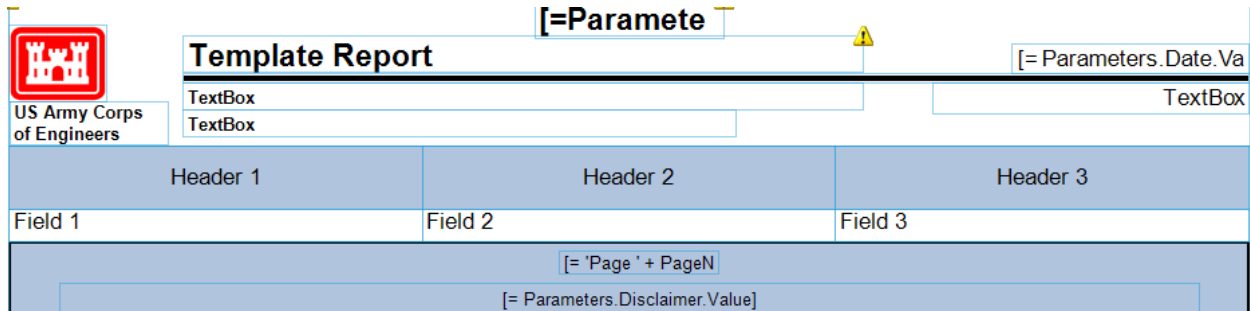 [=Paramete
Template Report
[= Parameters.Date.Va
US Army Corps
of Engineers
TextBox
TextBox
TextBox
Header 1 Header 2 Header 3
Field 1 Field 2 Field 3
[= 'Page ' + PageN
[= Parameters.Disclaimer.Value]